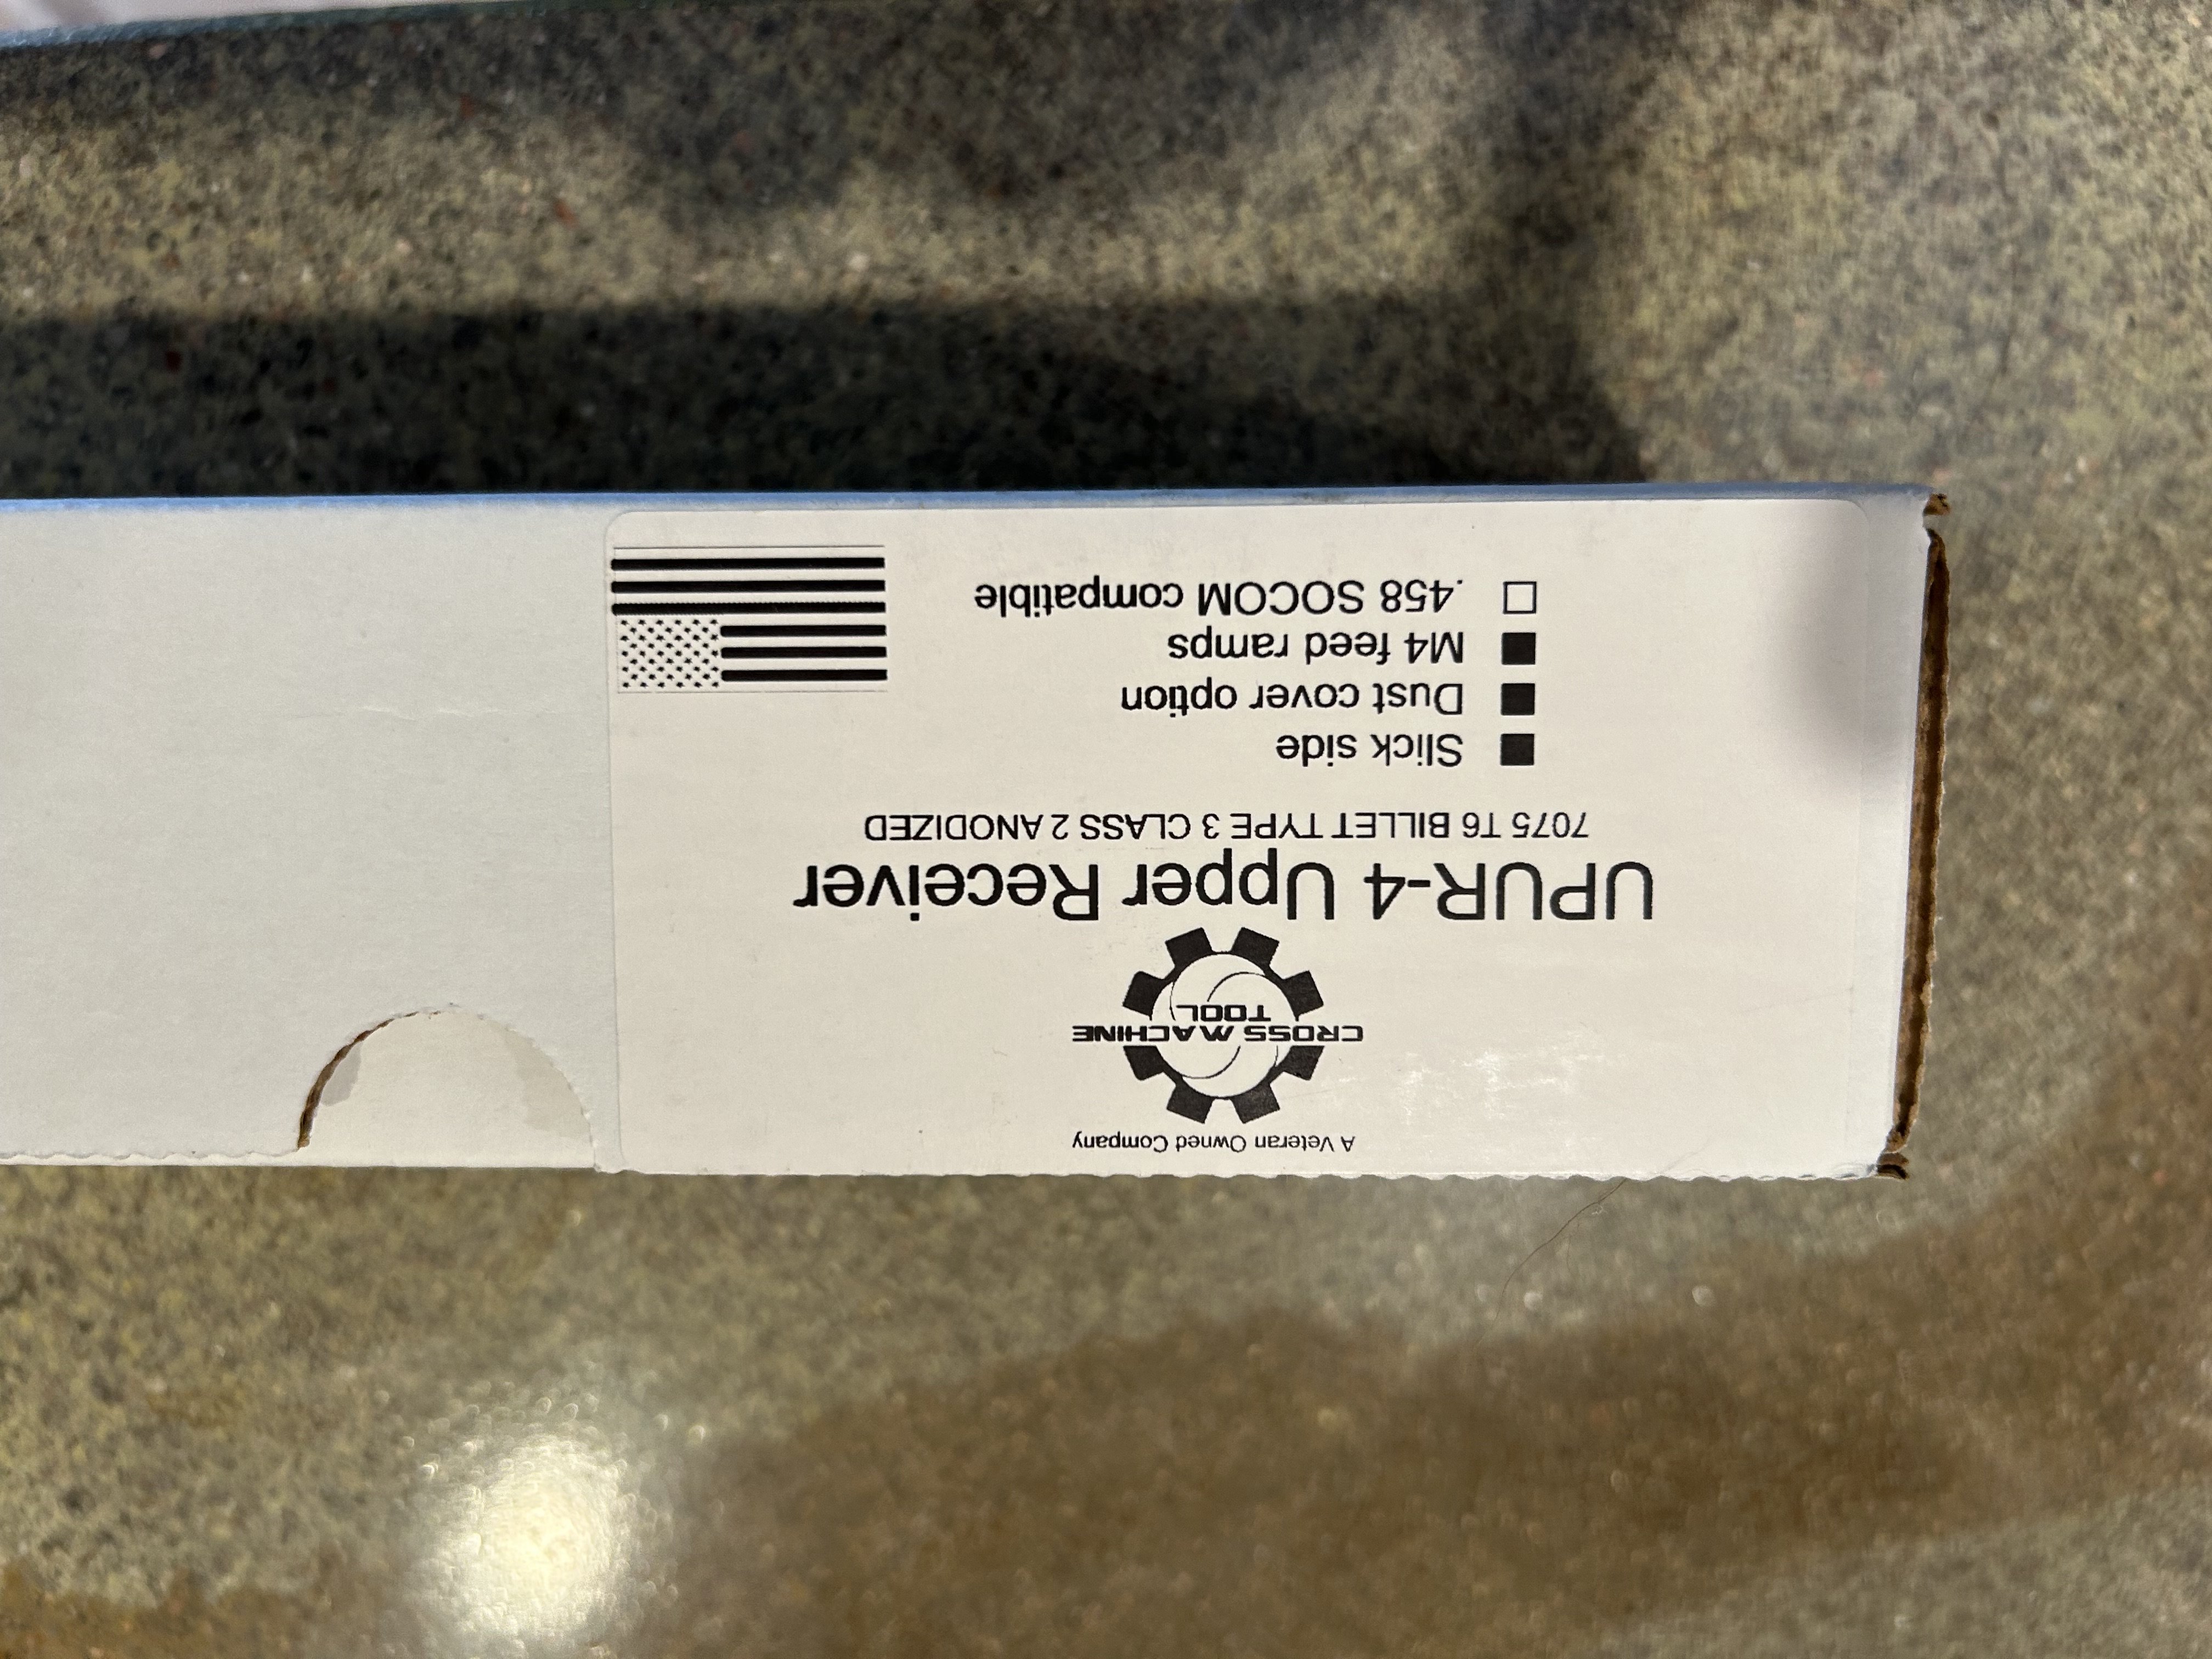 A Veteran Owned Company
CROSS MACHINE
TOOL
UPUR-4 Upper Receiver
7075 T6 BILLET TYPE 3 CLASS 2 ANODIZED
■ Slick side
■ Dust cover option
■ M4 feed ramps
□ .458 SOCOM compatible